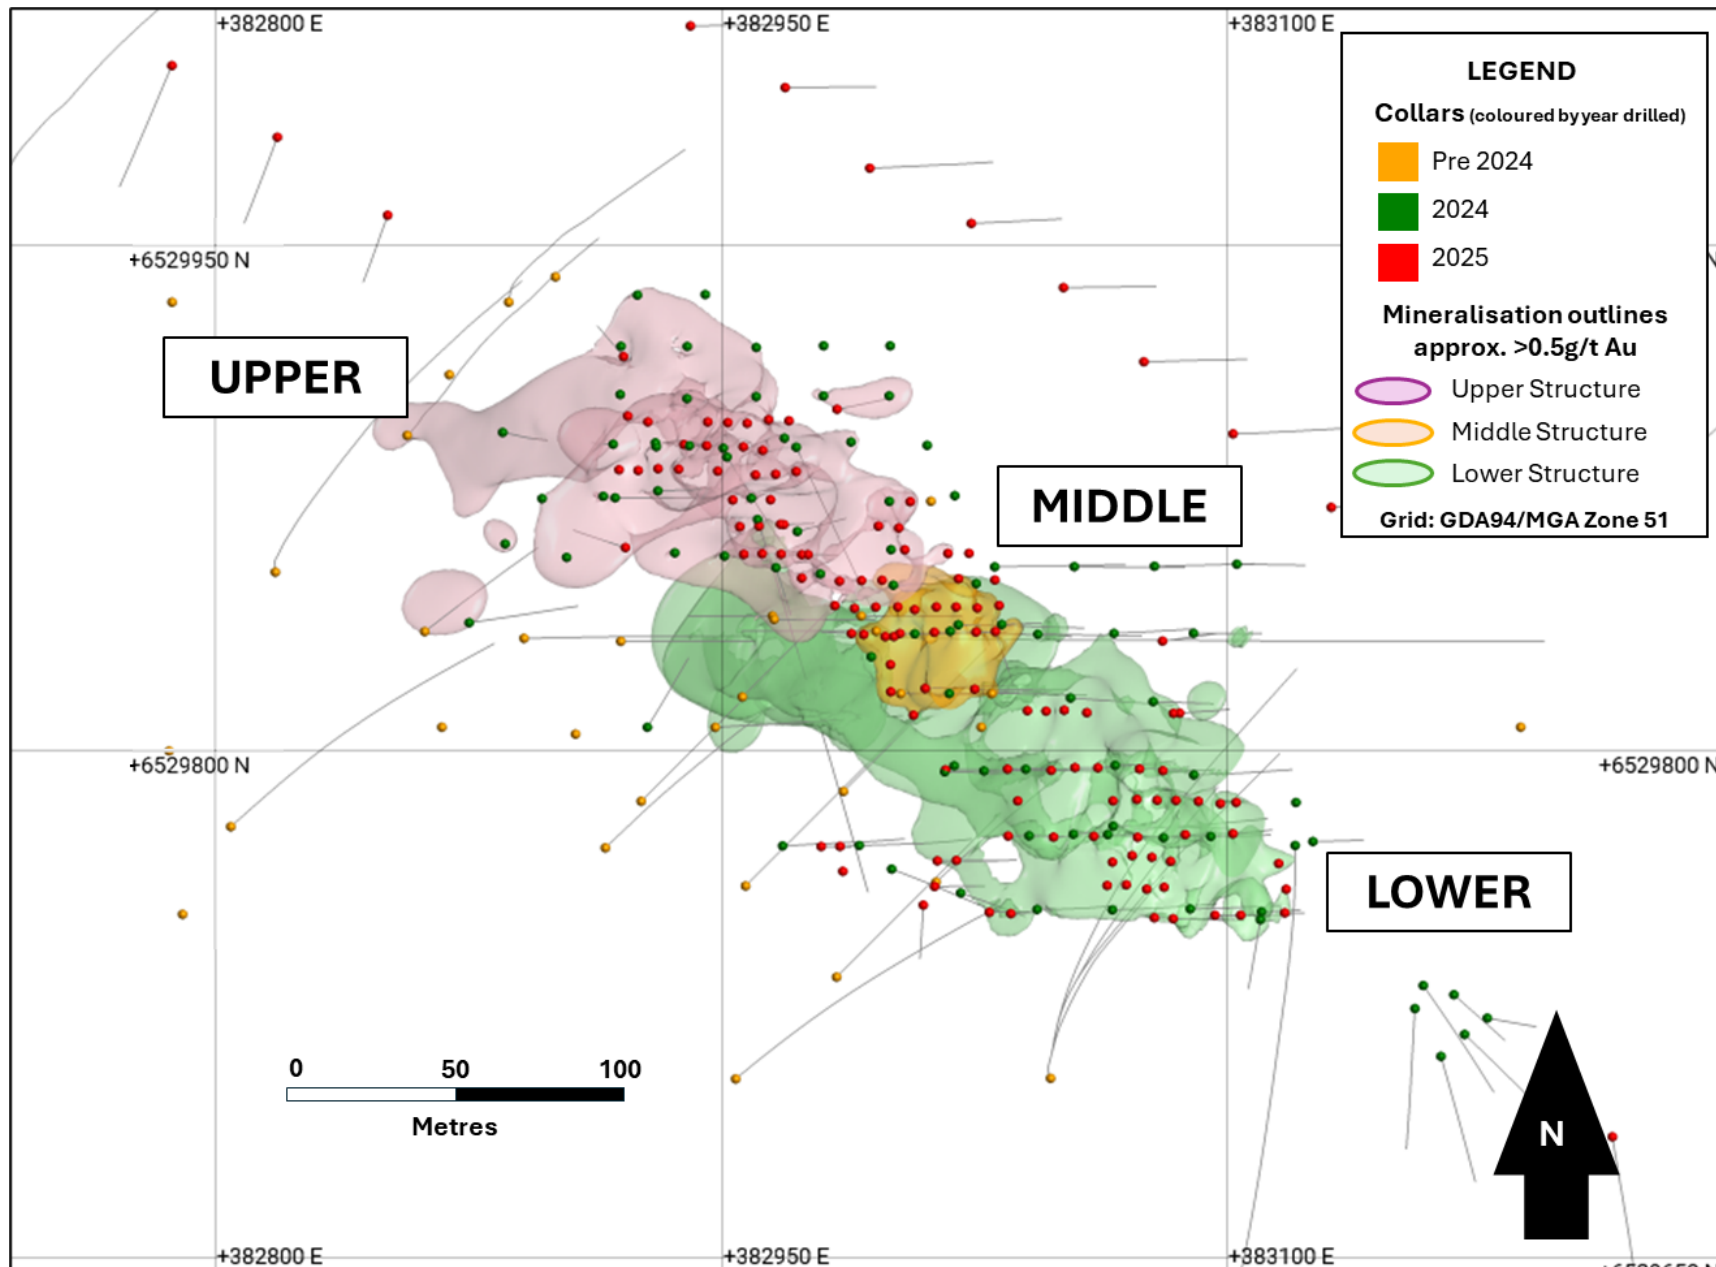 +382800 E
+382950 E
+383100 E
LEGEND
Collars (coloured by year drilled)
Pre 2024
2024
2025
Mineralisation outlines
approx. >0.5g/t Au
Upper Structure
Middle Structure
Lower Structure
Grid: GDA94/MGA Zone 51
+6529950 N
N
UPPER
MIDDLE
+6529800 N
+6529800 N
LOWER
0 50 100
Metres
N
+382800 E
+382950 E
+383100 E